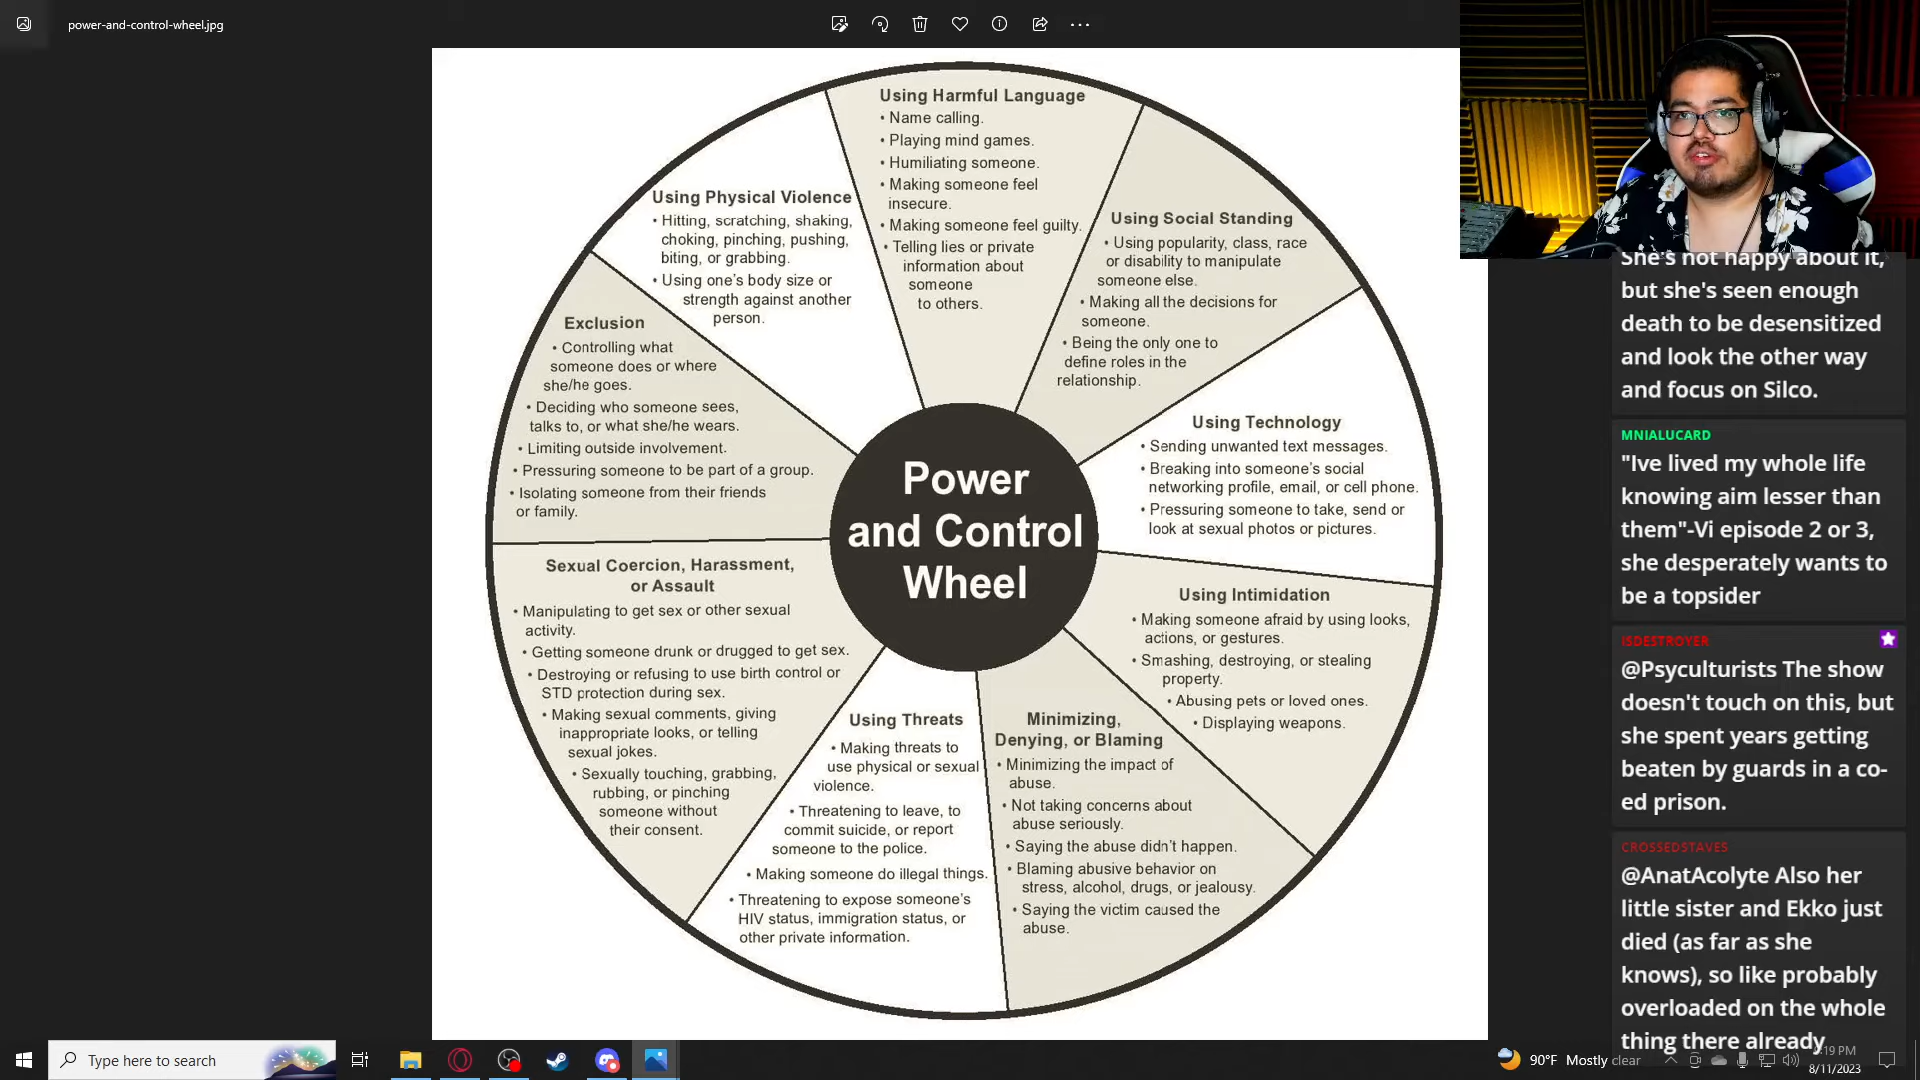 power-and-control-wheel.jpg
Using Harmful Language
• Name calling.
• Playing mind games.
• Humiliating someone.
• Making someone feel
insecure.
• Making someone feel guilty.
• Telling lies or private
information about
someone
to others.
Using Social Standing
• Using popularity, class, race
or disability to manipulate
someone else.
• Making all the decisions for
someone.
• Being the only one to
define roles in the
relationship.
Using Technology
• Sending unwanted text messages.
• Breaking into someone's social
networking profile, email, or cell phone.
• Pressuring someone to take, send or
look at sexual photos or pictures.
Using Intimidation
• Making someone afraid by using looks,
actions, or gestures.
• Smashing, destroying, or stealing
property.
• Abusing pets or loved ones.
• Displaying weapons.
Minimizing,
Denying, or Blaming
• Minimizing the impact of
abuse.
• Not taking concerns about
abuse seriously.
• Saying the abuse didn't happen.
• Blaming abusive behavior on
stress, alcohol, drugs, or jealousy.
• Saying the victim caused the
abuse.
Using Threats
• Making threats to
use physical or sexual
violence.
• Threatening to leave, to
commit suicide, or report
someone to the police.
• Making someone do illegal things.
• Threatening to expose someone's
HIV status, immigration status, or
other private information.
Sexual Coercion, Harassment,
or Assault
• Manipulating to get sex or other sexual
activity.
• Getting someone drunk or drugged to get sex.
• Destroying or refusing to use birth control or
STD protection during sex.
• Making sexual comments, giving
inappropriate looks, or telling
sexual jokes.
• Sexually touching, grabbing,
rubbing, or pinching
someone without
their consent.
Exclusion
• Controlling what
someone does or where
she/he goes.
• Deciding who someone sees,
talks to, or what she/he wears.
• Limiting outside involvement.
• Pressuring someone to be part of a group.
• Isolating someone from their friends
or family.
Using Physical Violence
• Hitting, scratching, shaking,
choking, pinching, pushing,
biting, or grabbing.
• Using one's body size or
strength against another
person.
Power
and Control
Wheel
She's not happy about it,
but she's seen enough
death to be desensitized
and look the other way
and focus on Silco.
MNIALUCARD
"Ive lived my whole life
knowing aim lesser than
them"-Vi episode 2 or 3,
she desperately wants to
be a topsider
ISDESTROYER
@Psyculturists The show
doesn't touch on this, but
she spent years getting
beaten by guards in a co-
ed prison.
CROSSEDSTAVES
@AnatAcolyte Also her
little sister and Ekko just
died (as far as she
knows), so like probably
overloaded on the whole
thing there already
Type here to search
90°F Mostly clear
:19 PM
8/11/2023